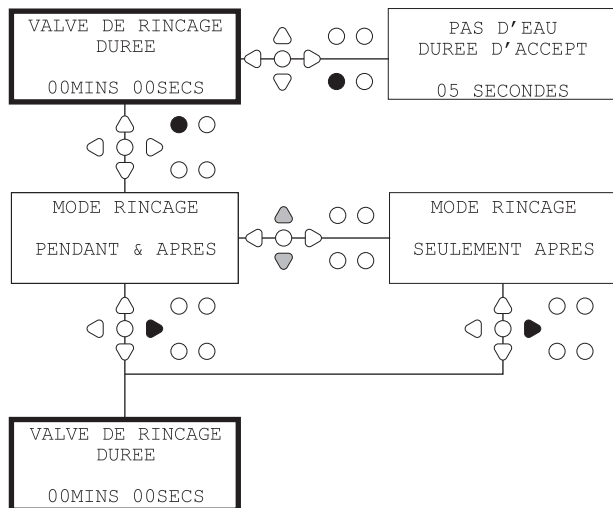 VALVE DE RINCAGE
DUREE
00MINS 00SECS
PAS D'EAU
DUREE D'ACCEPT
05 SECONDES
MODE RINCAGE
PENDANT & APRES
MODE RINCAGE
SEULEMENT APRES
VALVE DE RINCAGE
DUREE
00MINS 00SECS